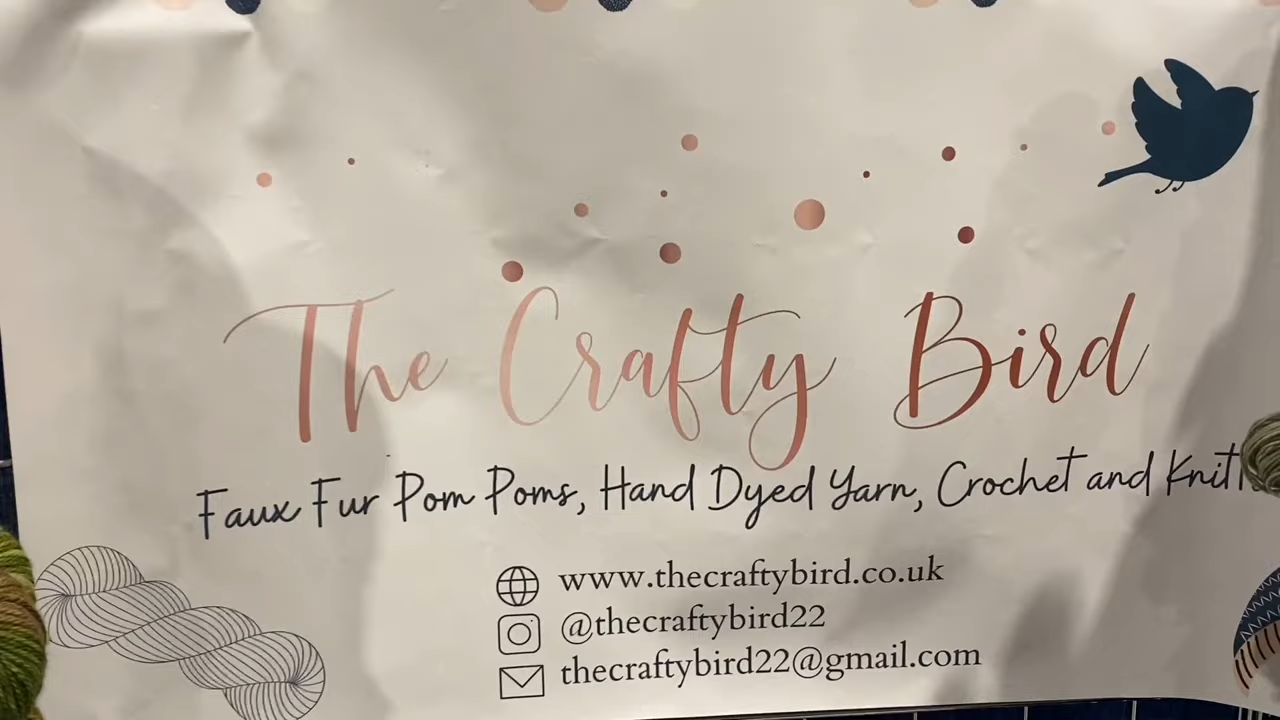 The Crafty Bird
Faux Fur Pom Poms, Hand Dyed Yarn, Crochet and
www.thecraftybird.co.uk
@thecraftybird22
thecraftybird22@gmail.com